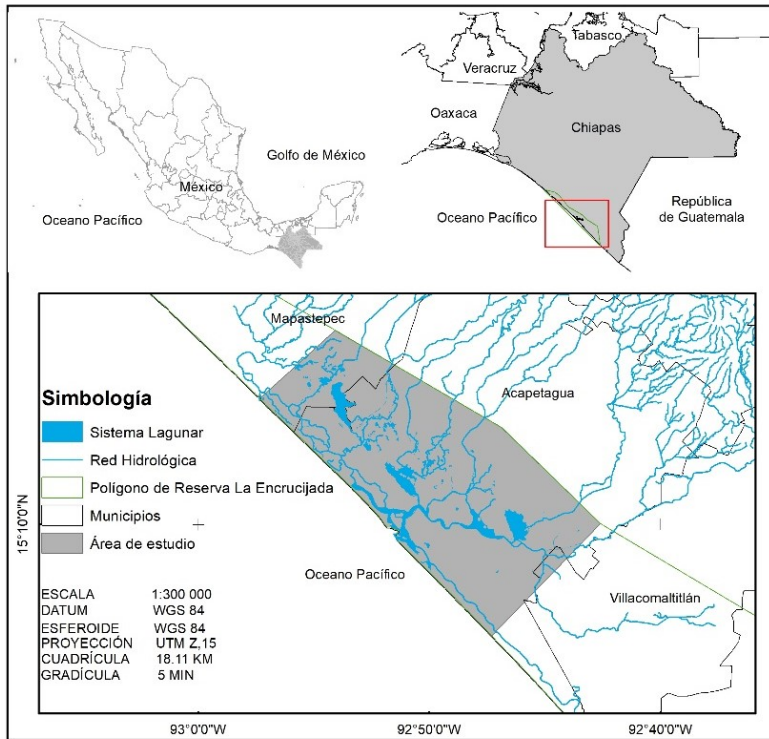 Golfo de México
México
Oceano Pacífico
Tabasco
Veracruz
Oaxaca
Chiapas
Oceano Pacífico
República
de Guatemala
Mapastepec
Acapetagua
Simbología
Sistema Lagunar
Red Hidrológica
Polígono de Reserva La Encrucijada
Municipios
Área de estudio
15°10'0"N
Oceano Pacífico
Villacomaltitlán
ESCALA 1:300 000
DATUM WGS 84
ESFEROIDE WGS 84
PROYECCIÓN UTM Z,15
CUADRÍCULA 18.11 KM
GRADÍCULA 5 MIN
93°0'0"W
92°50'0"W
92°40'0"W